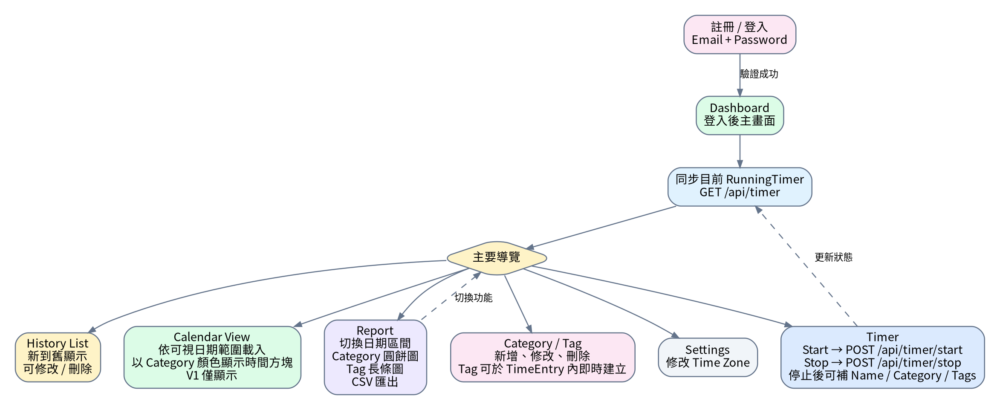 註冊 / 登入
Email + Password
驗證成功
Dashboard
登入後主畫面
同步目前 RunningTimer
GET /api/timer
主要導覽
更新狀態
切換功能
History List
新到舊顯示
可修改 / 刪除
Calendar View
依可視日期範圍載入
以 Category 顏色顯示時間方塊
V1 僅顯示
Report
切換日期區間
Category 圓餅圖
Tag 長條圖
CSV 匯出
Category / Tag
新增、修改、刪除
Tag 可於 TimeEntry 內即時建立
Settings
修改 Time Zone
Timer
Start → POST /api/timer/start
Stop → POST /api/timer/stop
停止後可補 Name / Category / Tags